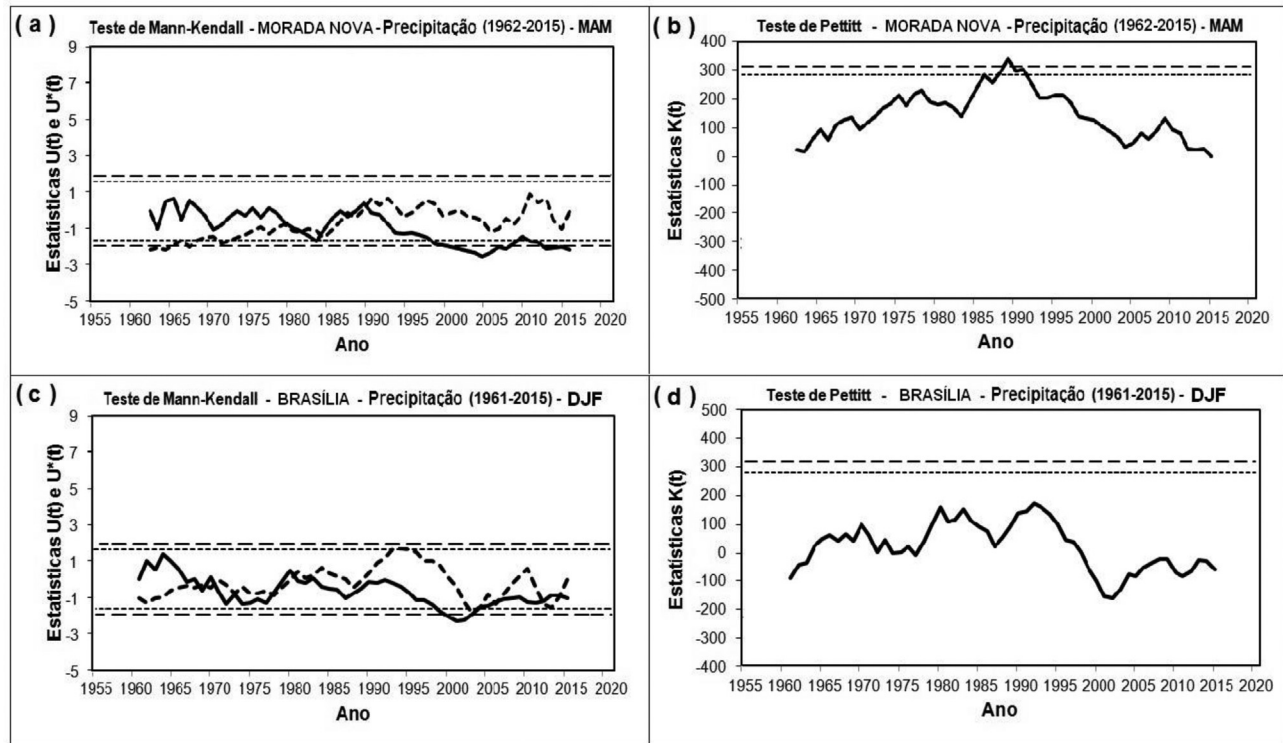 ( a ) Teste de Mann-Kendall - MORADA NOVA - Precipitação (1962-2015) - MAM
Estatísticas U(t) e U*(t)
9
7
5
3
1
-1
-3
-5
1955 1960 1965 1970 1975 1980 1985 1990 1995 2000 2005 2010 2015 2020
Ano
( b ) Teste de Pettitt - MORADA NOVA - Precipitação (1962-2015) - MAM
Estatísticas K(t)
400
300
200
100
0
-100
-200
-300
-400
-500
1955 1960 1965 1970 1975 1980 1985 1990 1995 2000 2005 2010 2015 2020
Ano
( c ) Teste de Mann-Kendall - BRASÍLIA - Precipitação (1961-2015) - DJF
Estatísticas U(t) e U*(t)
9
7
5
3
1
-1
-3
-5
1955 1960 1965 1970 1975 1980 1985 1990 1995 2000 2005 2010 2015 2020
Ano
( d ) Teste de Pettitt - BRASÍLIA - Precipitação (1961-2015) - DJF
Estatísticas K(t)
500
400
300
200
100
0
-100
-200
-300
-400
1955 1960 1965 1970 1975 1980 1985 1990 1995 2000 2005 2010 2015 2020
Ano